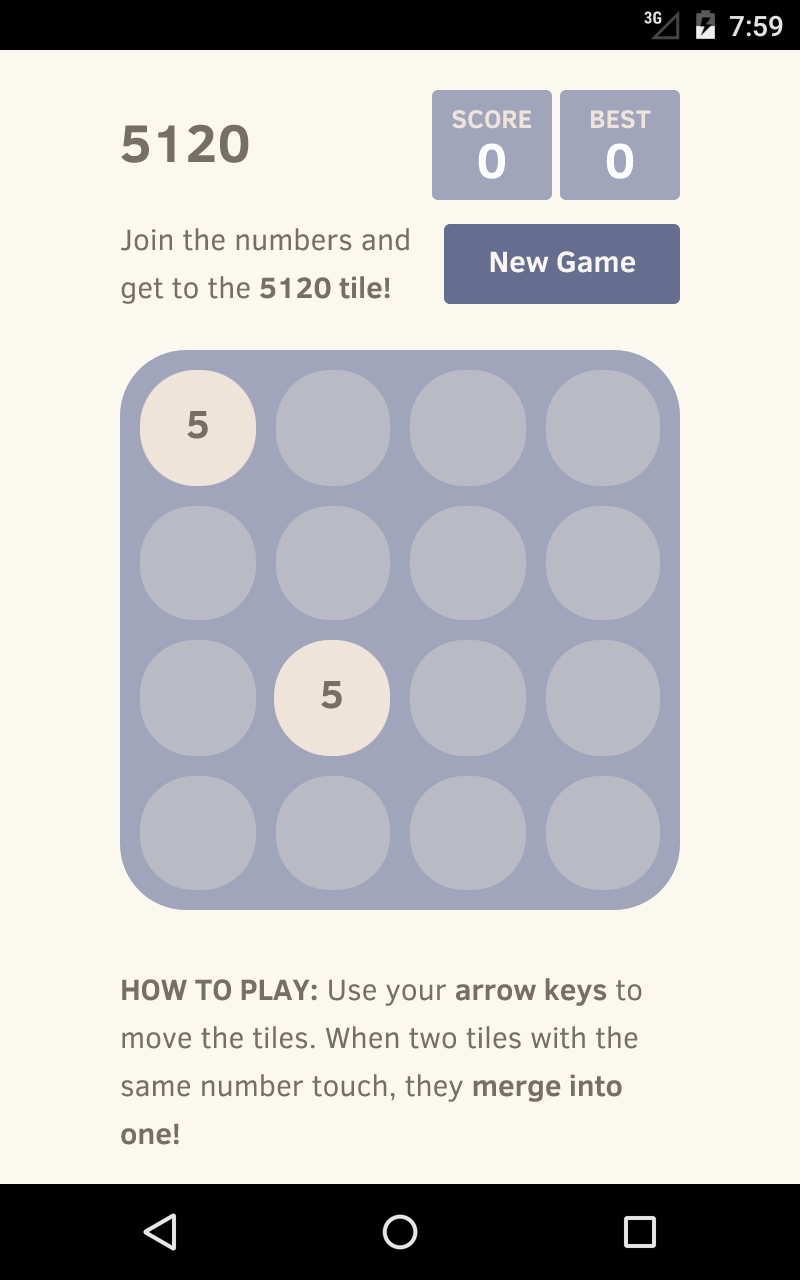 3G 7:59
5120
SCORE BEST
0 0
Join the numbers and
get to the 5120 tile!
New Game
5
5
HOW TO PLAY: Use your arrow keys to
move the tiles. When two tiles with the
same number touch, they merge into
one!